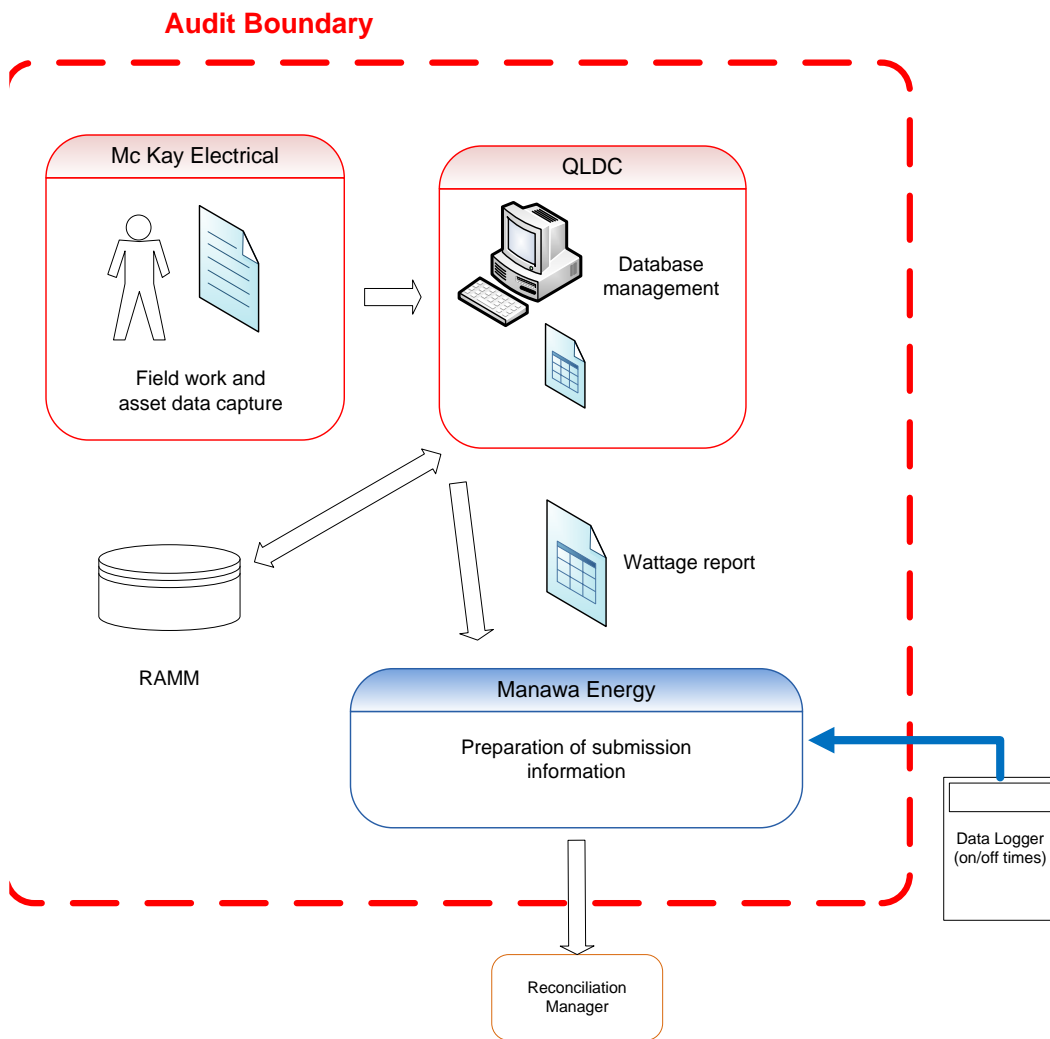 Audit Boundary
Mc Kay Electrical
Field work and
asset data capture
QLDC
Database
management
RAMM
Wattage report
Manawa Energy
Preparation of submission
information
Data Logger
(on/off times)
Reconciliation
Manager